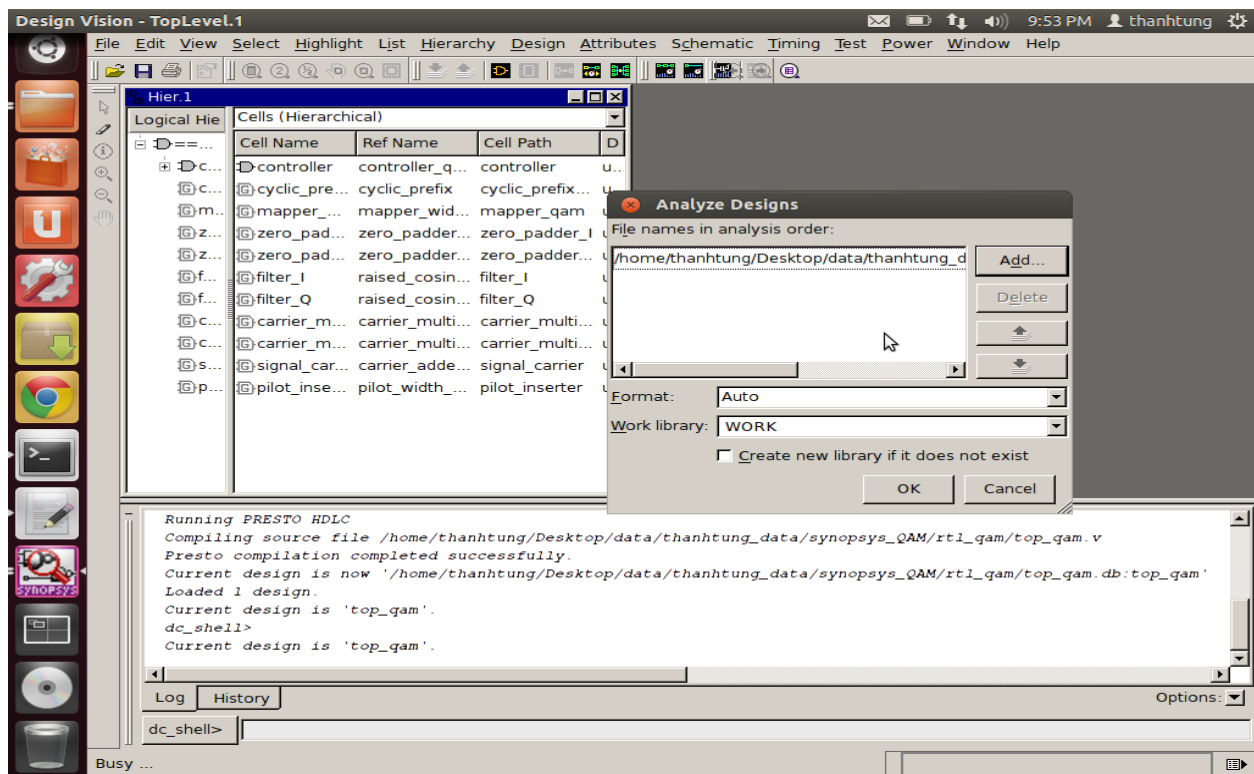 Design Vision - TopLevel.1 9:53 PM thanhtung
File Edit View Select Highlight List Hierarchy Design Attributes Schematic Timing Test Power Window Help
Hier.1
Logical Hie Cells (Hierarchical)
==... Cell Name Ref Name Cell Path D
c... controller controller_q... controller u...
c... cyclic_pre... cyclic_prefix cyclic_prefix... u
m.. mapper_... mapper_wid... mapper_qam u
z... zero_pad... zero_padder... zero_padder_I u
z... zero_pad... zero_padder... zero_padder... u
f... filter_I raised_cosin... filter_I u
f... filter_Q raised_cosin... filter_Q u
c... carrier_m... carrier_multi... carrier_multi... u
c... carrier_m... carrier_multi... carrier_multi... u
s... signal_car... carrier_adde... signal_carrier u
p... pilot_inse... pilot_width_... pilot_inserter u
Analyze Designs
File names in analysis order:
/home/thanhtung/Desktop/data/thanhtung_d
Add...
Delete
Format: Auto
Work library: WORK
Create new library if it does not exist
OK Cancel
Running PRESTO HDLC
Compiling source file /home/thanhtung/Desktop/data/thanhtung_data/synopsys_QAM/rtl_qam/top_qam.v
Presto compilation completed successfully.
Current design is now '/home/thanhtung/Desktop/data/thanhtung_data/synopsys_QAM/rtl_qam/top_qam.db:top_qam'
Loaded 1 design.
Current design is 'top_qam'.
dc_shell>
Current design is 'top_qam'.
Log History Options:
dc_shell>
Busy ...
synopsys